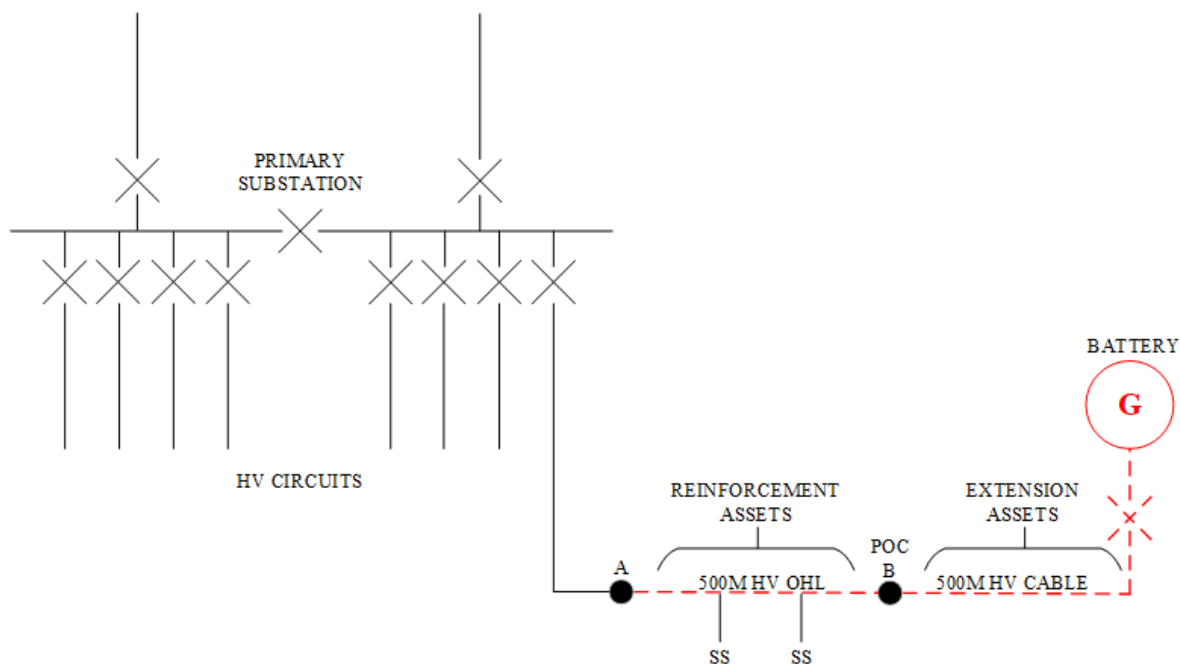 PRIMARY
SUBSTATION
BATTERY
G
HV CIRCUITS
REINFORCEMENT
ASSETS
EXTENSION
ASSETS
A
POC
B
500M HV OHL
500M HV CABLE
SS
SS